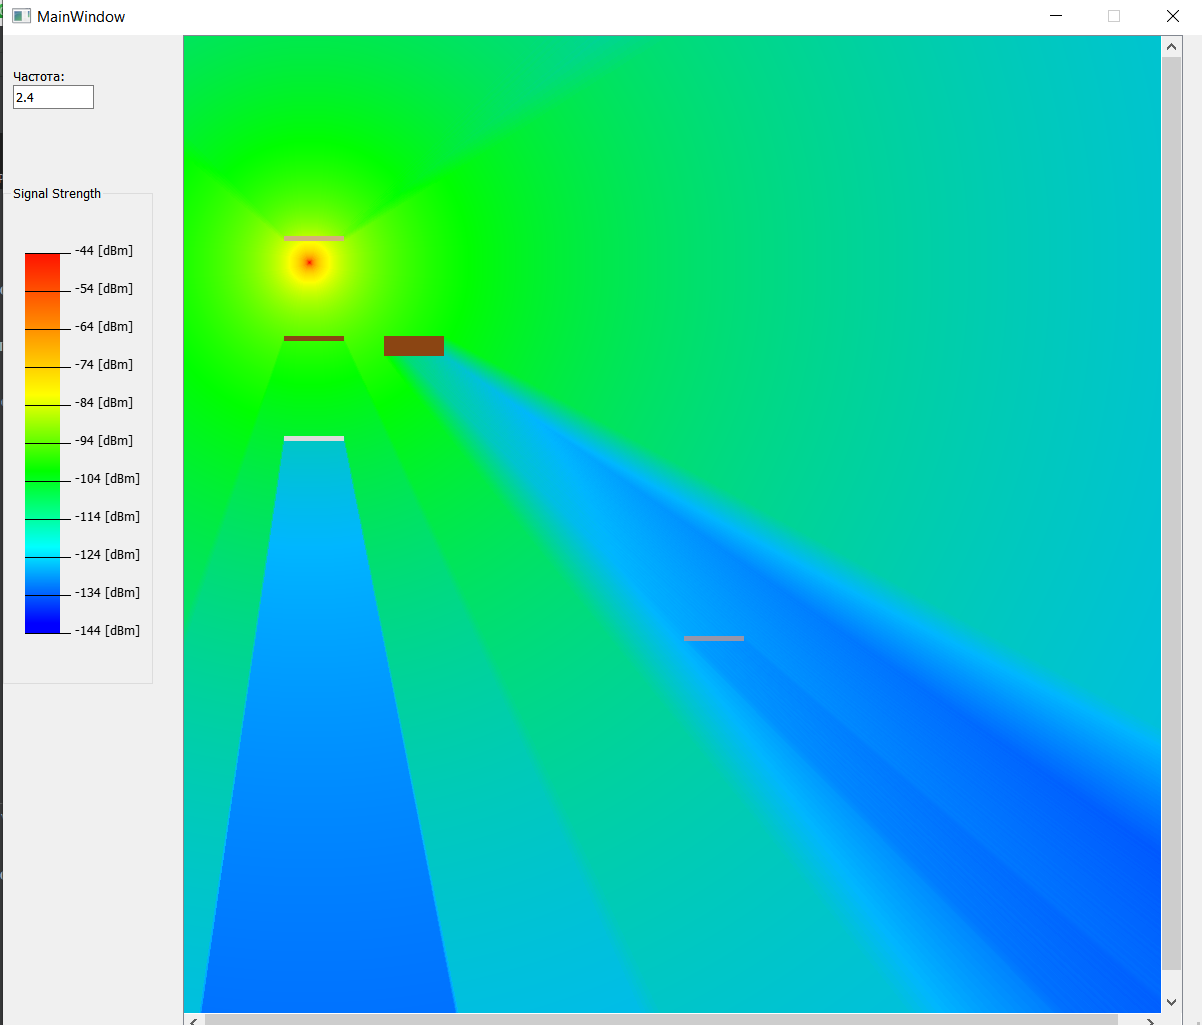 MainWindow
Частота:
2.4
Signal Strength
-44 [dBm]
-54 [dBm]
-64 [dBm]
-74 [dBm]
-84 [dBm]
-94 [dBm]
-104 [dBm]
-114 [dBm]
-124 [dBm]
-134 [dBm]
-144 [dBm]